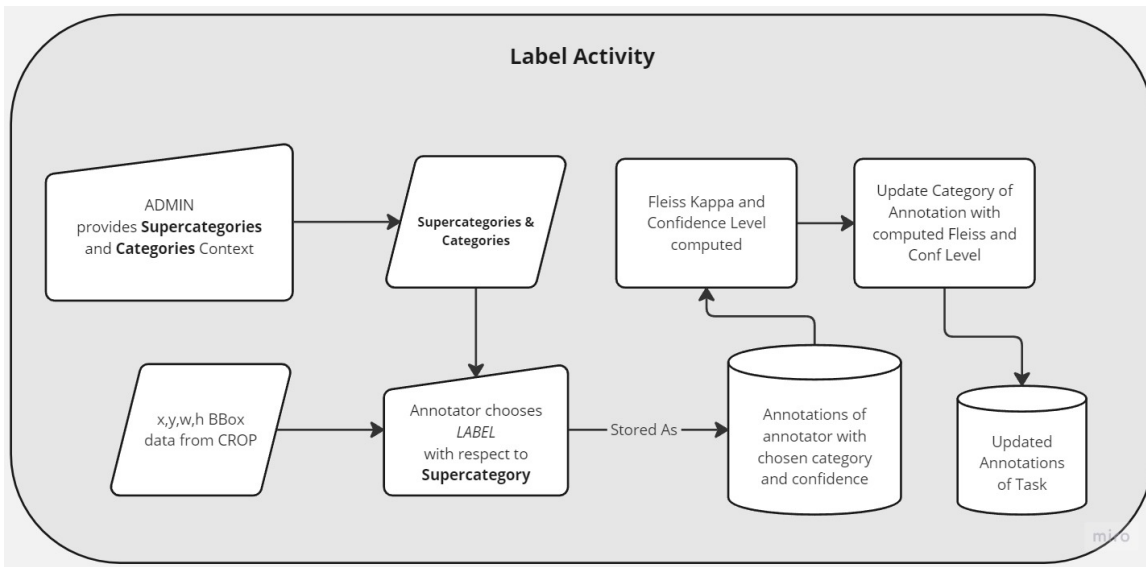 Label Activity
ADMIN
provides Supercategories
and Categories Context
Supercategories &
Categories
Fleiss Kappa and
Confidence Level
computed
Update Category of
Annotation with
computed Fleiss and
Conf Level
x,y,w,h BBox
data from CROP
Annotator chooses
LABEL
with respect to
Supercategory
Stored As
Annotations of
annotator with
chosen category
and confidence
Updated
Annotations
of Task
miro